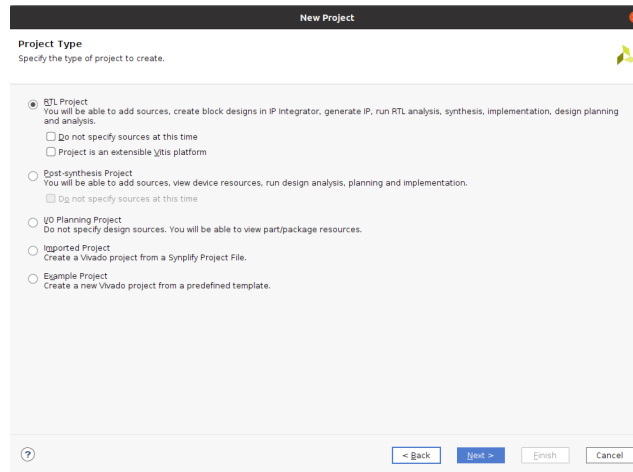 New Project
Project Type
Specify the type of project to create.
RTL Project
You will be able to add sources, create block designs in IP Integrator, generate IP, run RTL analysis, synthesis, implementation, design planning
and analysis.
Do not specify sources at this time
Project is an extensible Vitis platform
Post-synthesis Project
You will be able to add sources, view device resources, run design analysis, planning and implementation.
Do not specify sources at this time
I/O Planning Project
Do not specify design sources. You will be able to view part/package resources.
Imported Project
Create a Vivado project from a Synplify Project File.
Example Project
Create a new Vivado project from a predefined template.
? < Back Next > Finish Cancel